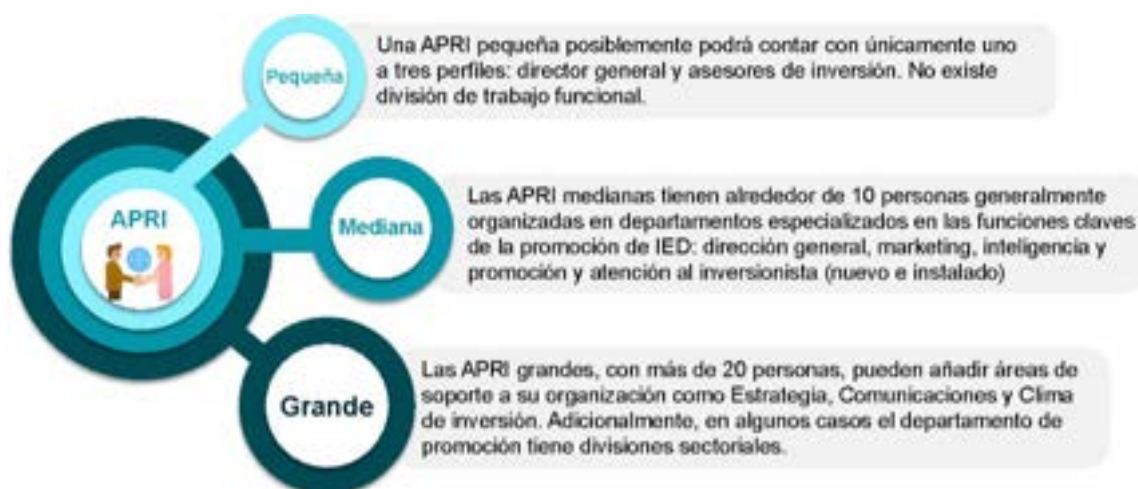 Pequeña
Una APRI pequeña posiblemente podrá contar con únicamente uno
a tres perfiles: director general y asesores de inversión. No existe
división de trabajo funcional.
APRI
Mediana
Las APRI medianas tienen alrededor de 10 personas generalmente
organizadas en departamentos especializados en las funciones claves
de la promoción de IED: dirección general, marketing, inteligencia y
promoción y atención al inversionista (nuevo e instalado)
Grande
Las APRI grandes, con más de 20 personas, pueden añadir áreas de
soporte a su organización como Estrategia, Comunicaciones y Clima
de inversión. Adicionalmente, en algunos casos el departamento de
promoción tiene divisiones sectoriales.